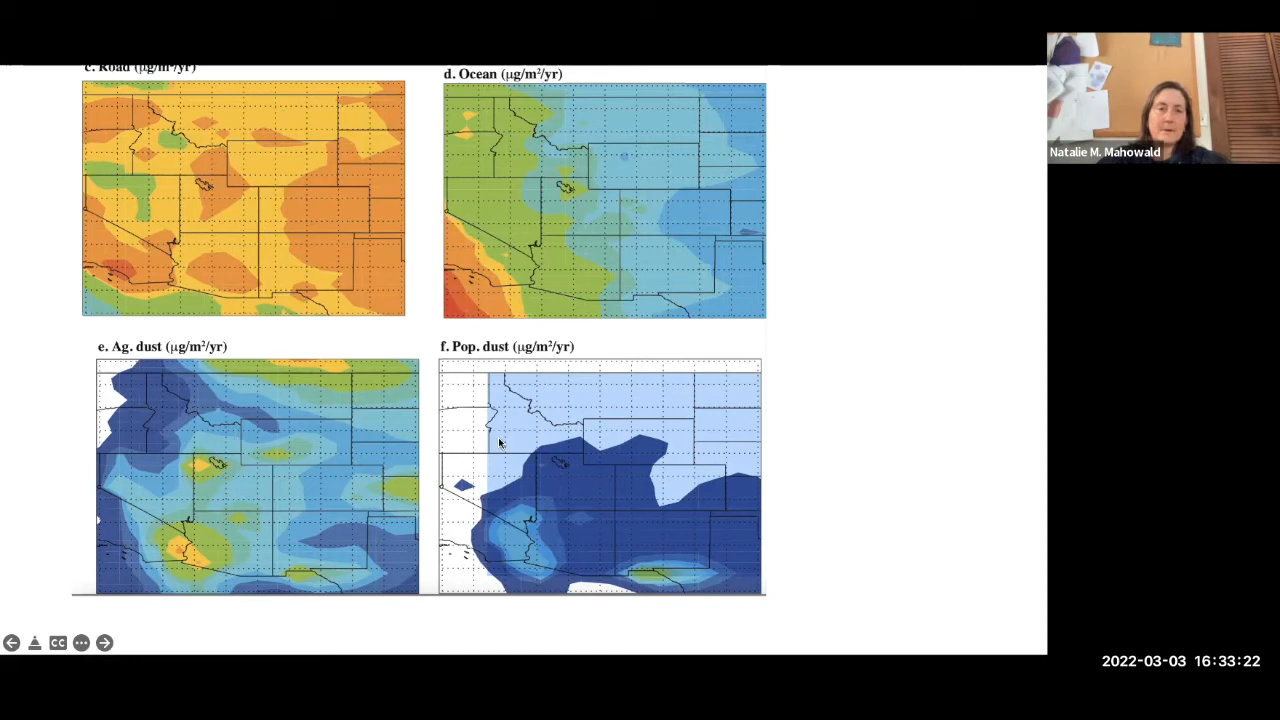 c. Road (μg/m²/yr)
d. Ocean (μg/m²/yr)
Natalie M. Mahowald
e. Ag. dust (μg/m²/yr)
f. Pop. dust (μg/m²/yr)
CC
2022-03-03 16:33:22